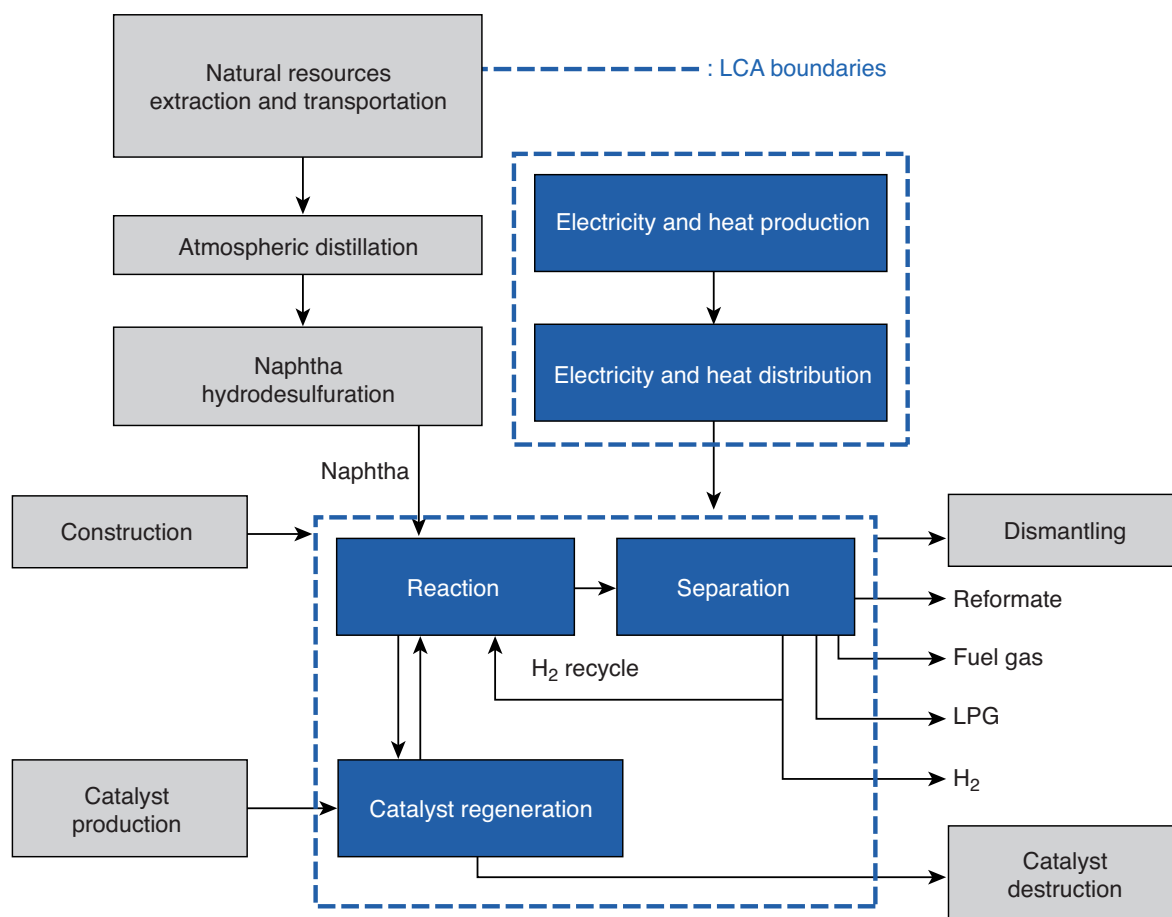 Natural resources
extraction and transportation
: LCA boundaries
Electricity and heat production
Atmospheric distillation
Naphtha
hydrodesulfuration
Electricity and heat distribution
Naphtha
Construction
Dismantling
Reaction
Separation
Reformate
H2 recycle
Fuel gas
LPG
H2
Catalyst
production
Catalyst regeneration
Catalyst
destruction